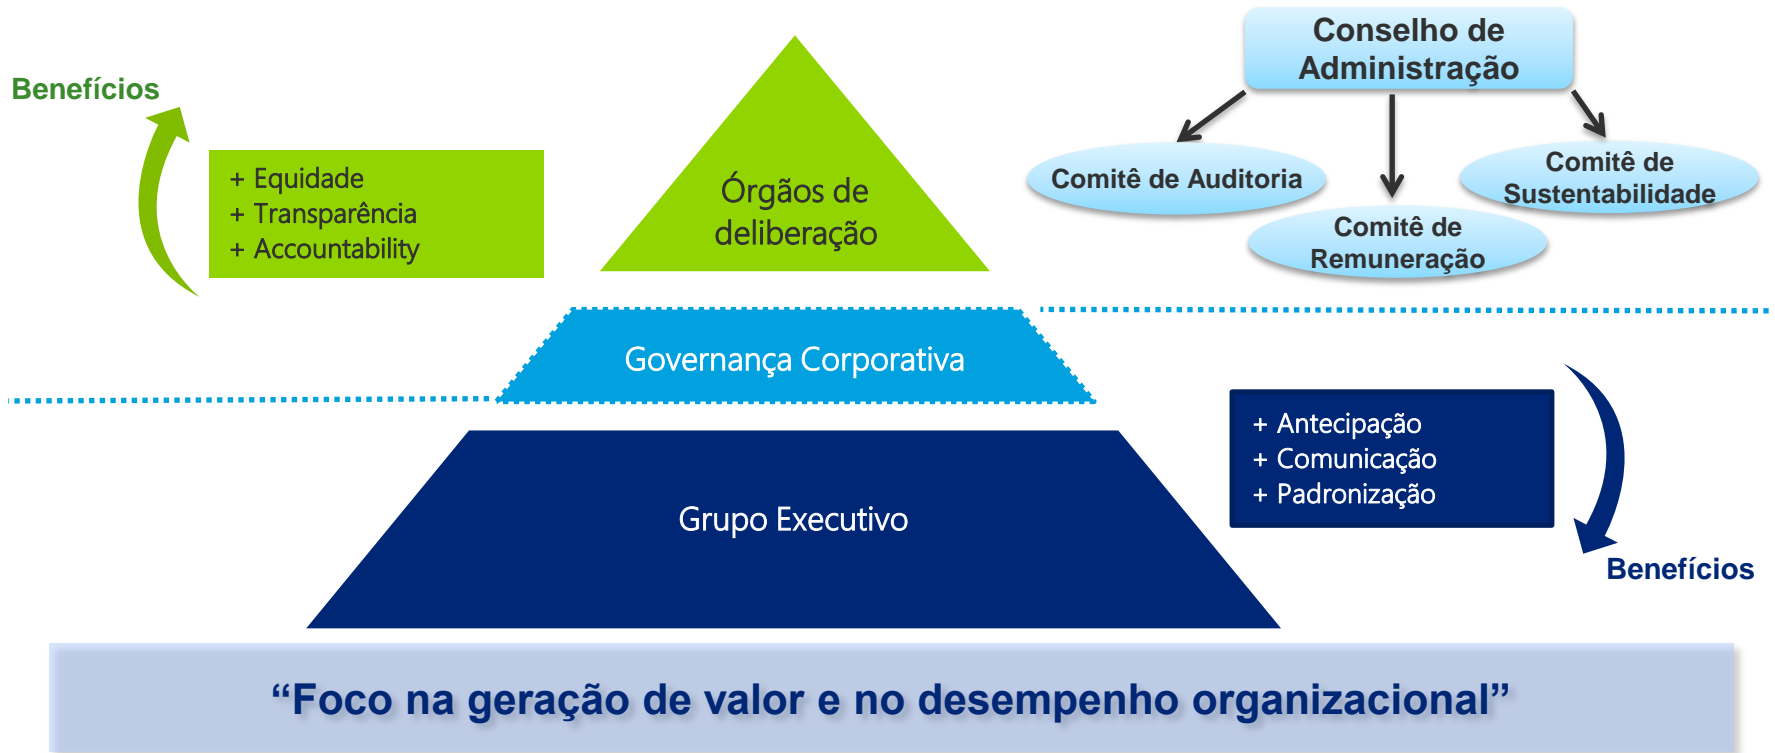 Benefícios
+ Equidade
+ Transparência
+ Accountability
Órgãos de
deliberação
Conselho de
Administração
Comitê de Auditoria
Comitê de
Remuneração
Comitê de
Sustentabilidade
Governança Corporativa
Grupo Executivo
+ Antecipação
+ Comunicação
+ Padronização
Benefícios
“Foco na geração de valor e no desempenho organizacional”